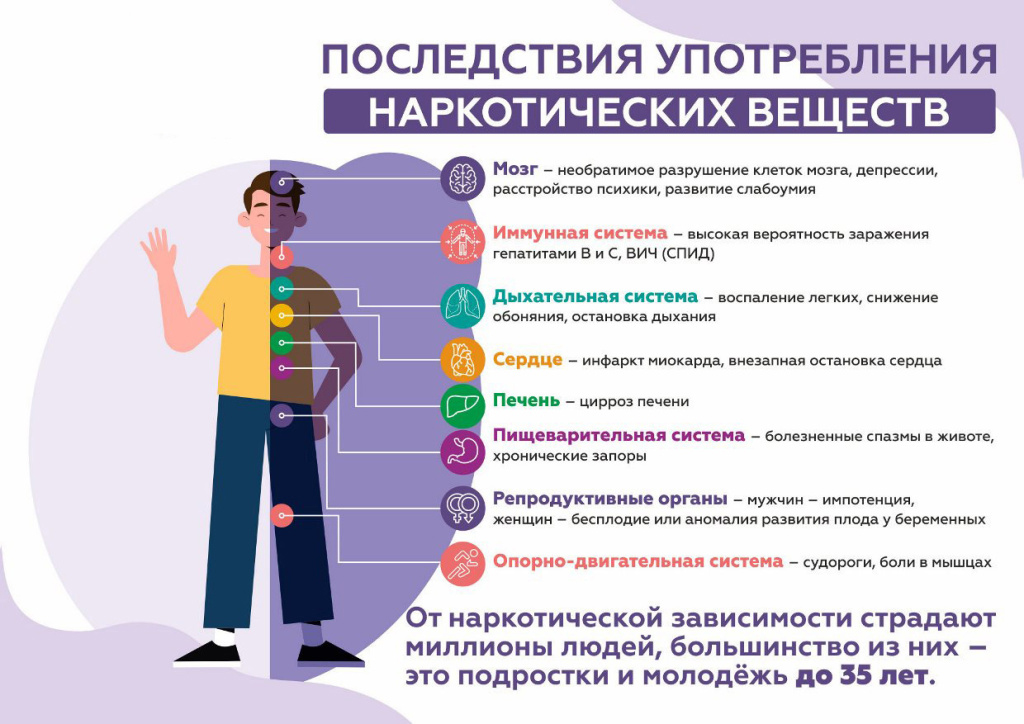 ПОСЛЕДСТВИЯ УПОТРЕБЛЕНИЯ
НАРКОТИЧЕСКИХ ВЕЩЕСТВ
Мозг – необратимое разрушение клеток мозга, депрессии,
расстройство психики, развитие слабоумия
Иммунная система – высокая вероятность заражения
гепатитами В и С, ВИЧ (СПИД)
Дыхательная система – воспаление легких, снижение
обоняния, остановка дыхания
Сердце – инфаркт миокарда, внезапная остановка сердца
Печень – цирроз печени
Пищеварительная система – болезненные спазмы в животе,
хронические запоры
Репродуктивные органы – мужчин – импотенция,
женщин – бесплодие или аномалия развития плода у беременных
Опорно-двигательная система – судороги, боли в мышцах
От наркотической зависимости страдают
миллионы людей, большинство из них –
это подростки и молодёжь до 35 лет.